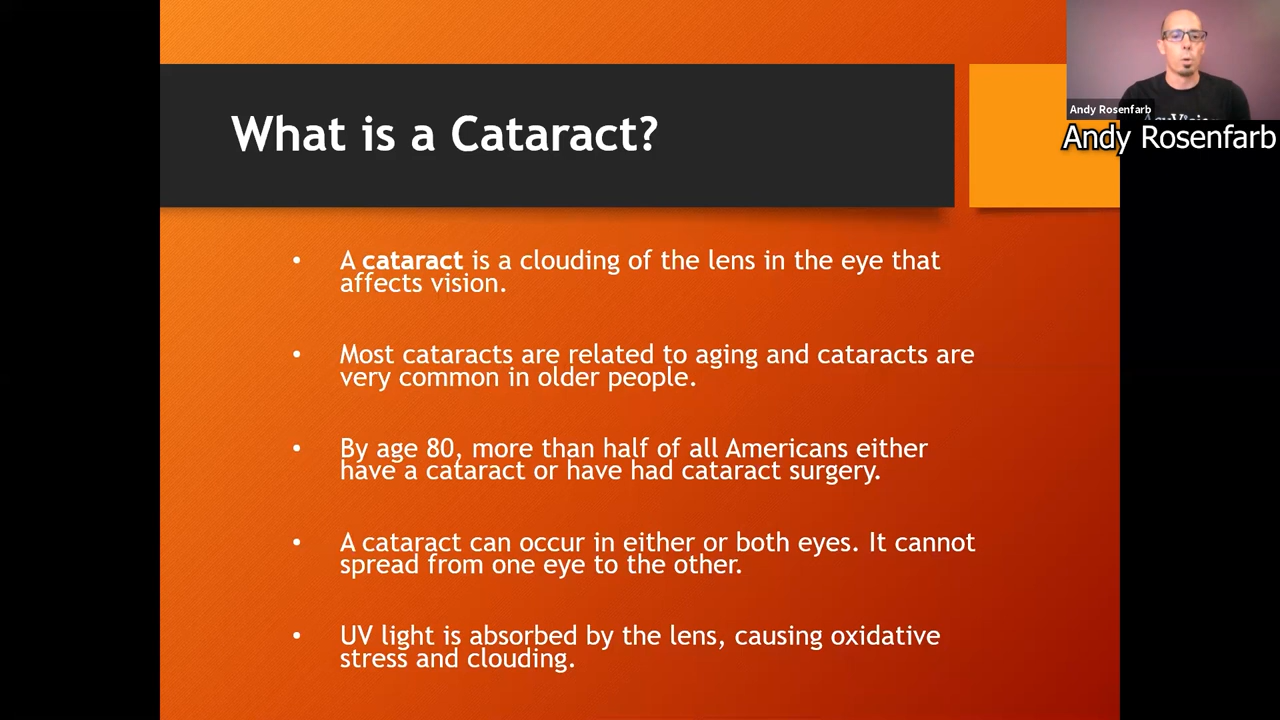 What is a Cataract?
Andy Rosenfarb
Andy Rosenfarb
• A cataract is a clouding of the lens in the eye that
affects vision.
• Most cataracts are related to aging and cataracts are
very common in older people.
• By age 80, more than half of all Americans either
have a cataract or have had cataract surgery.
• A cataract can occur in either or both eyes. It cannot
spread from one eye to the other.
• UV light is absorbed by the lens, causing oxidative
stress and clouding.